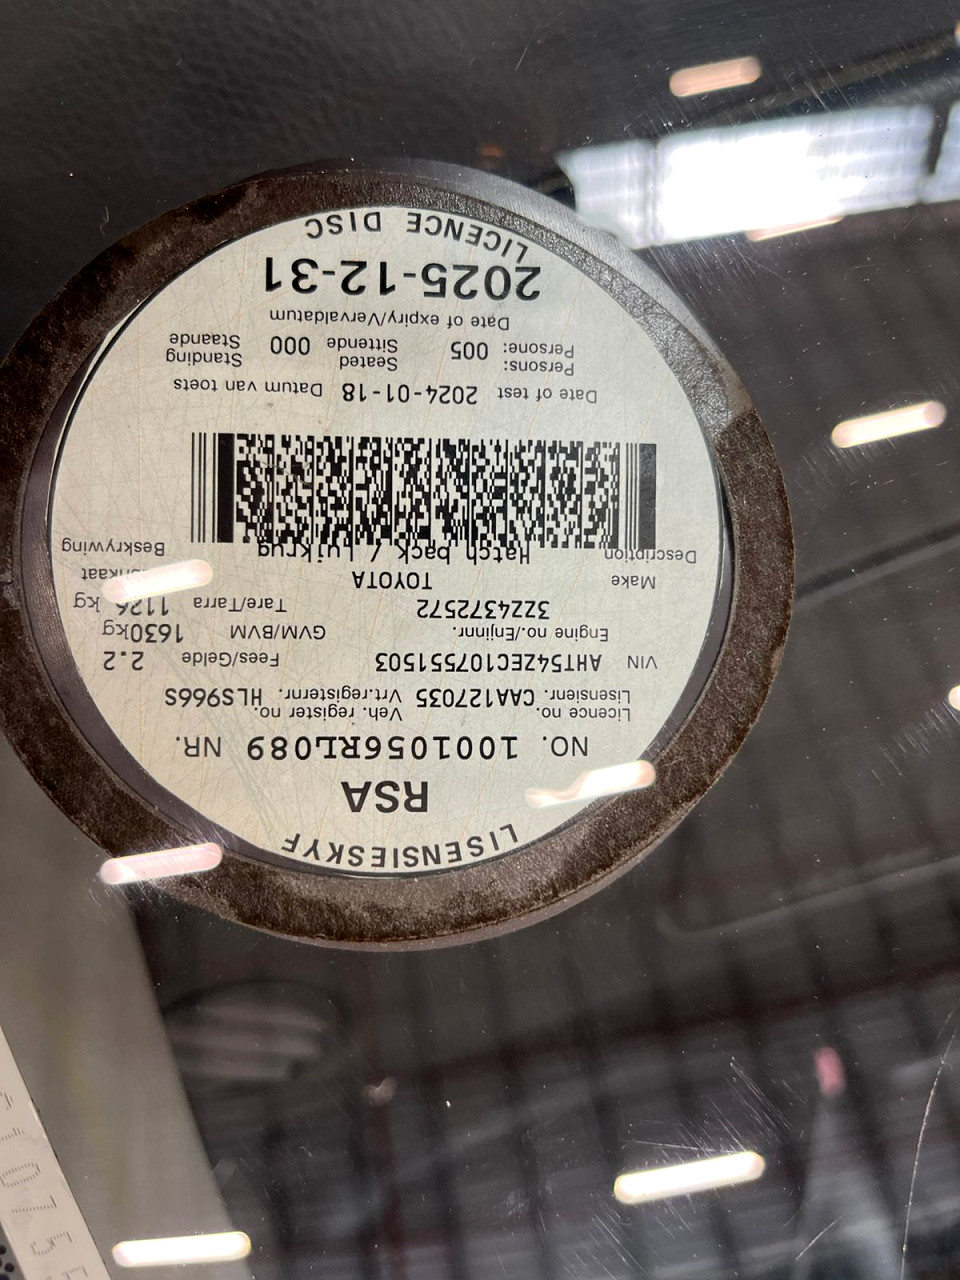 LISENSIESKYF
RSA
NO. 1001056RL089 NR.
Licence no. Veh. register no.
Lisensienr. CAA127035 Vrt.registernr. HLS966S
VIN AHT54ZEC107551503 Fees/Gelde 2.2
Engine no./Enjinnr. GVM/BVM 1630kg
3ZZ4372572 Tare/Tarra 1126 kg
Make TOYOTA
Description Hatch back / Luikrug Beskrywing
Date of test 2024-01-18 Datum van toets
Persons: 005 Seated 000 Standing
Persone: Sittende Staande
Date of expiry/Vervaldatum
2025-12-31
LICENCE DISC